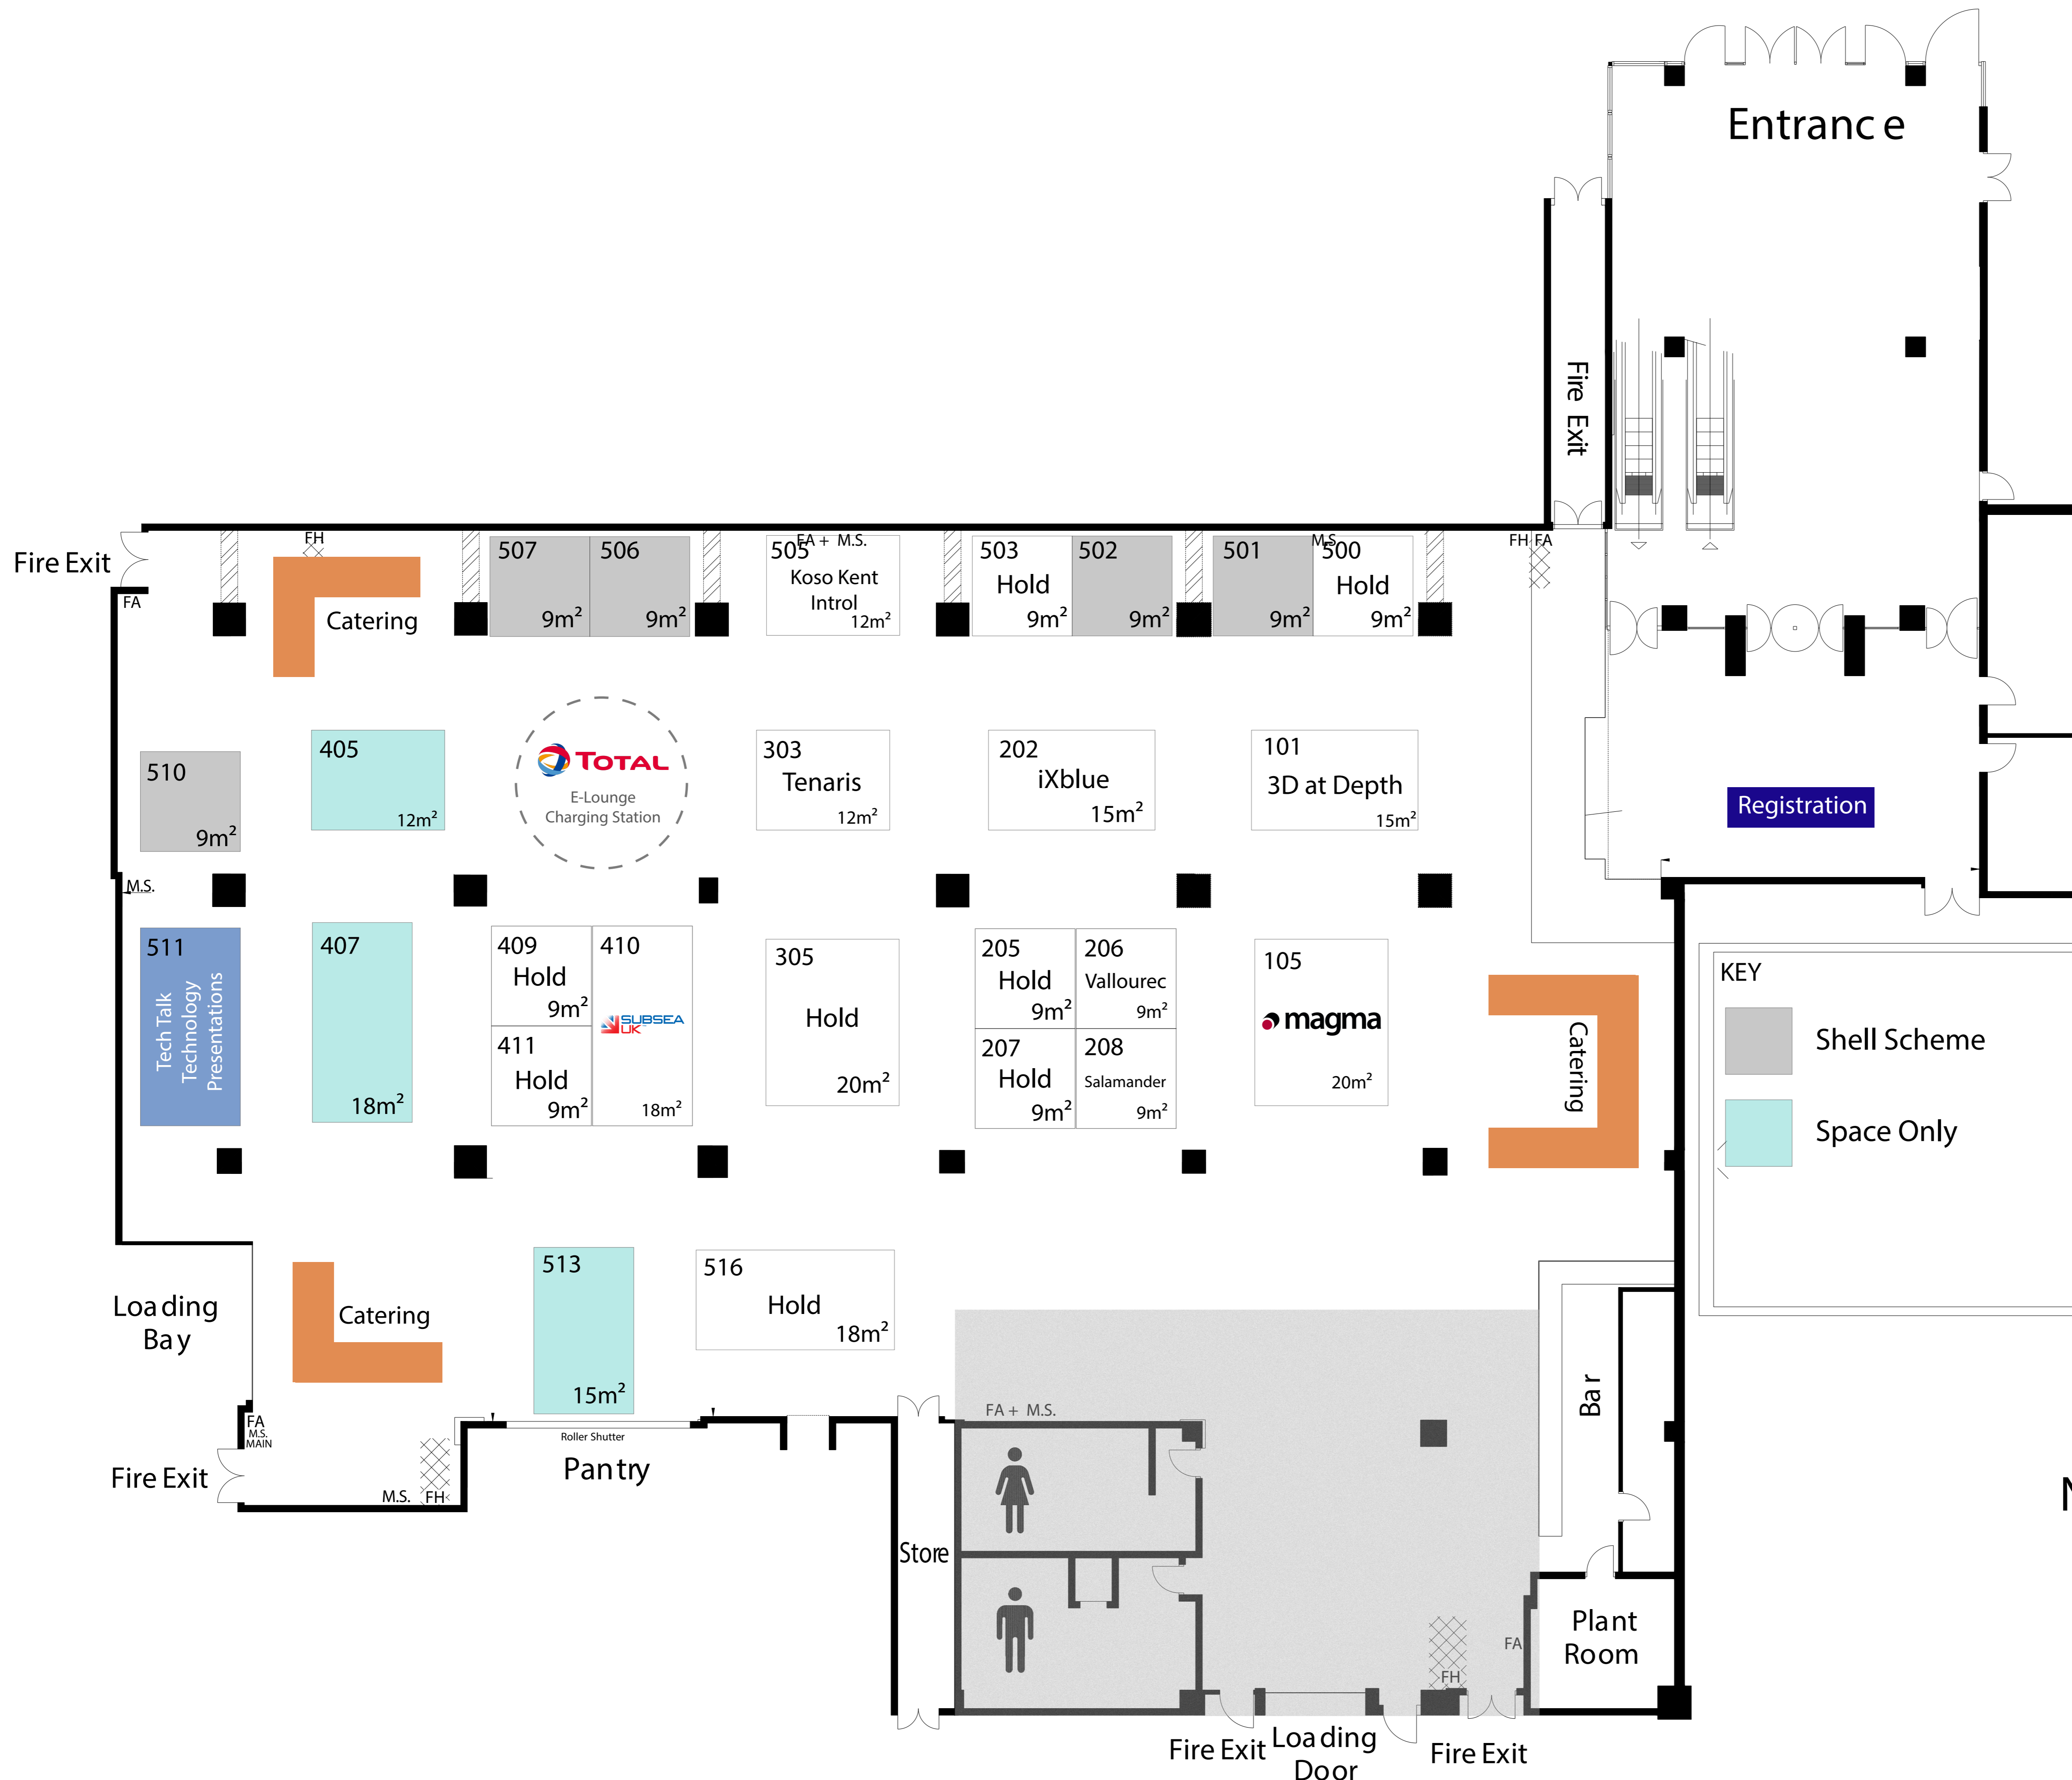 Entrance
Fire Exit
FH
507
506
FA + M.S.
505
503
502
501
M.S.
500
FH FA
Fire Exit
Koso Kent
Introl
Hold
Hold
FA
Catering
9m²
9m²
12m²
9m²
9m²
9m²
9m²
510
9m²
405
12m²
TOTAL
E-Lounge
Charging Station
303
Tenaris
12m²
202
iXblue
15m²
101
3D at Depth
15m²
Registration
M.S.
511
Tech Talk
Technology
Presentations
407
18m²
409
Hold
9m²
410
SUBSEA
UK
18m²
411
Hold
9m²
305
Hold
20m²
205
Hold
9m²
206
Vallourec
9m²
207
Hold
9m²
208
Salamander
9m²
105
magma
20m²
Catering
KEY
Shell Scheme
Space Only
Loading
Bay
Catering
513
15m²
516
Hold
18m²
Bar
FA
M.S.
MAIN
Fire Exit
M.S.
FH
Roller Shutter
Pantry
FA + M.S.
Store
Plant
Room
FA
FH
Fire Exit
Loading
Door
Fire Exit